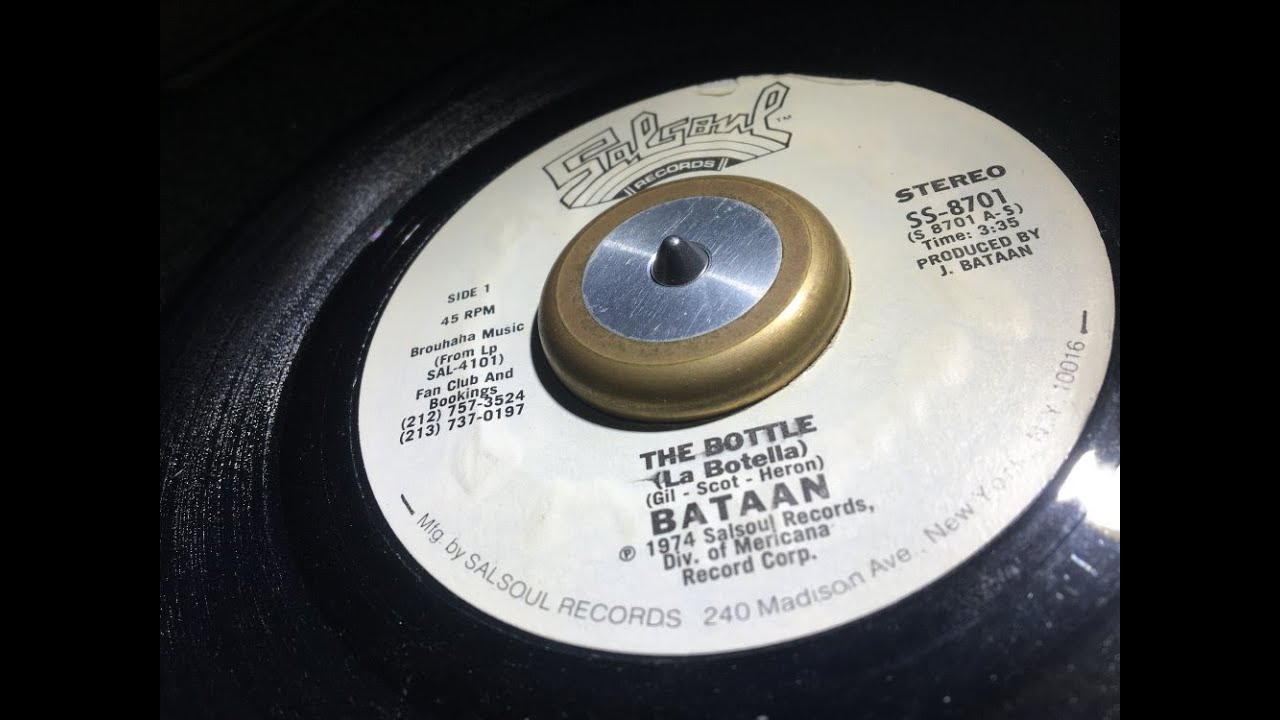 Salsoul
RECORDS
TM
STEREO
SS-8701
(S 8701 A-S)
Time: 3:35
PRODUCED BY
J. BATAAN
SIDE 1
45 RPM
Brouhaha Music
(From Lp
SAL-4101)
Fan Club And
Bookings
(212) 757-3524
(213) 737-0197
THE BOTTLE
(La Botella)
(Gil - Scot - Heron)
BATAAN
℗ 1974 Salsoul Records,
Div. of Mericana
Record Corp.
— Mfg. by SALSOUL RECORDS 240 Madison Ave., New York, N.Y. 10016 —